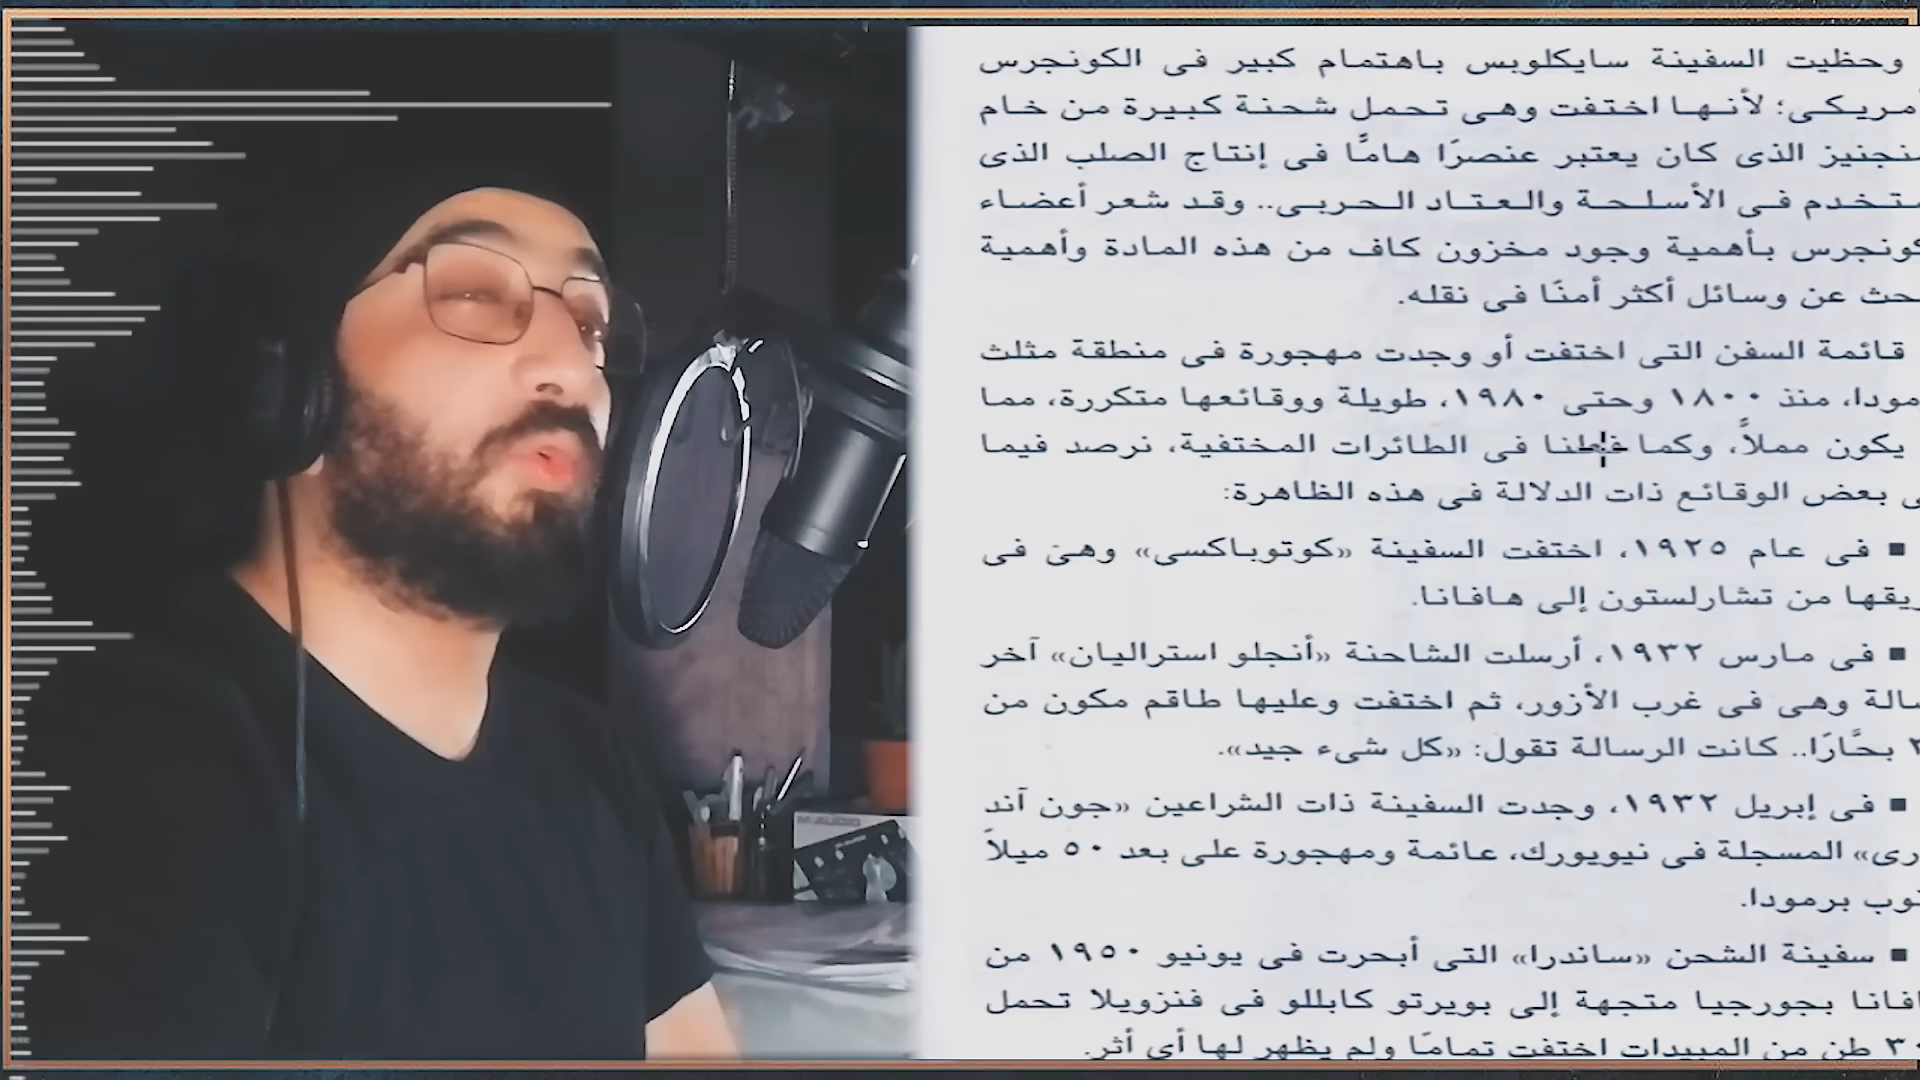 وحظيت السفينة سايكلوبس باهتمام كبير فى الكونجرس
مريكى؛ لأنها اختفت وهى تحمل شحنة كبيرة من خام
نجنيز الذى كان يعتبر عنصرًا هامًّا فى إنتاج الصلب الذى
ستخدم فى الأسلحة والعتاد الحربى.. وقد شعر أعضاء
كونجرس بأهمية وجود مخزون كاف من هذه المادة وأهمية
حث عن وسائل أكثر أمنًا فى نقله.
قائمة السفن التى اختفت أو وجدت مهجورة فى منطقة مثلث
مودا، منذ ١٨٠٠ وحتى ١٩٨٠، طويلة ووقائعها متكررة، مما
يكون مملاً، وكما فى الطائرات المختفية، نرصد فيما
ى بعض الوقائع ذات الدلالة فى هذه الظاهرة:
■ فى عام ١٩٢٥، اختفت السفينة «كوتوباكسى» وهى فى
ريقها من تشارلستون إلى هافانا.
■ فى مارس ١٩٣٢، أرسلت الشاحنة «أنجلو استراليان» آخر
سالة وهى فى غرب الأزور، ثم اختفت وعليها طاقم مكون من
بحَّارًا.. كانت الرسالة تقول: «كل شىء جيد».
■ فى إبريل ١٩٣٢، وجدت السفينة ذات الشراعين «جون آند
رى» المسجلة فى نيويورك، عائمة ومهجورة على بعد ٥٠ ميلاً
نوب برمودا.
■ سفينة الشحن «ساندرا» التى أبحرت فى يونيو ١٩٥٠ من
افانا بجورجيا متجهة إلى بويرتو كابللو فى فنزويلا تحمل
طن من المبيدات اختفت تمامًا ولم يظهر لها أى أثر.